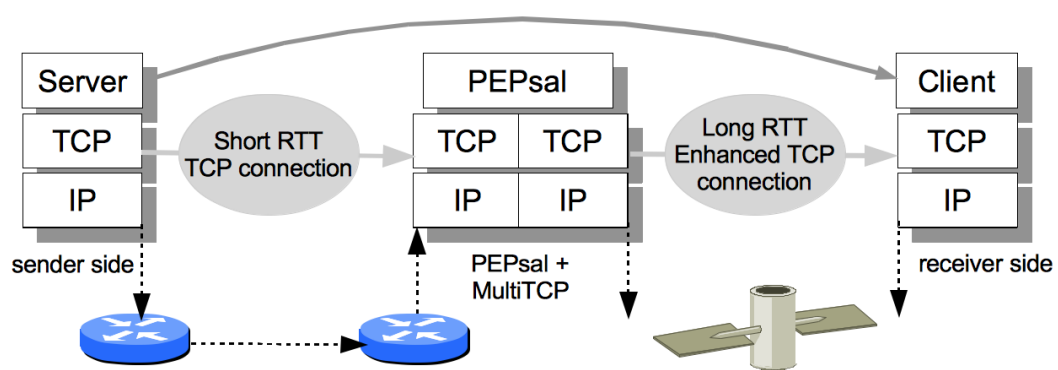 Server
PEPsal
Client
TCP
Short RTT
TCP connection
TCP
TCP
Long RTT
Enhanced TCP
connection
TCP
IP
IP
IP
IP
sender side
PEPsal +
MultiTCP
receiver side